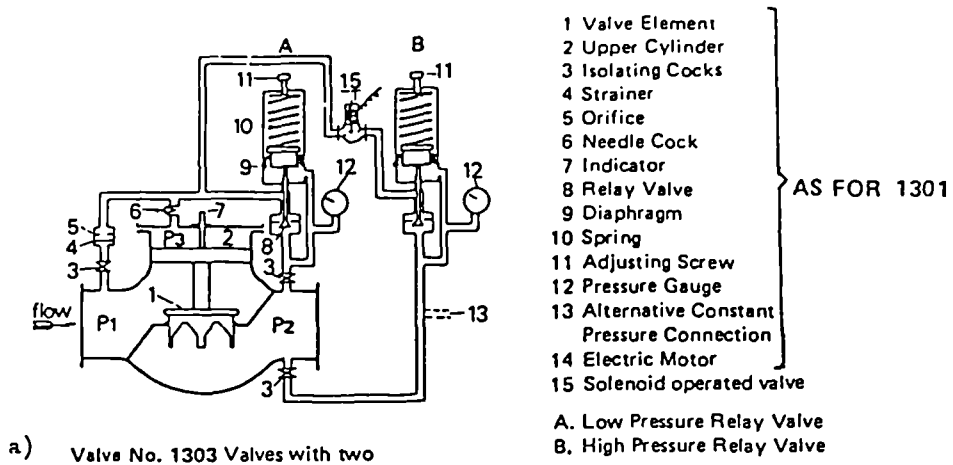 A
B
11
15
11
10
9
12
12
6
7
5
4
P3
2
8
3
3
flow
1
P1
P2
13
3
a) Valve No. 1303 Valves with two
1 Valve Element
2 Upper Cylinder
3 Isolating Cocks
4 Strainer
5 Orifice
6 Needle Cock
7 Indicator
8 Relay Valve
9 Diaphragm
10 Spring
11 Adjusting Screw
12 Pressure Gauge
13 Alternative Constant
Pressure Connection
14 Electric Motor
15 Solenoid operated valve
AS FOR 1301
A. Low Pressure Relay Valve
B. High Pressure Relay Valve